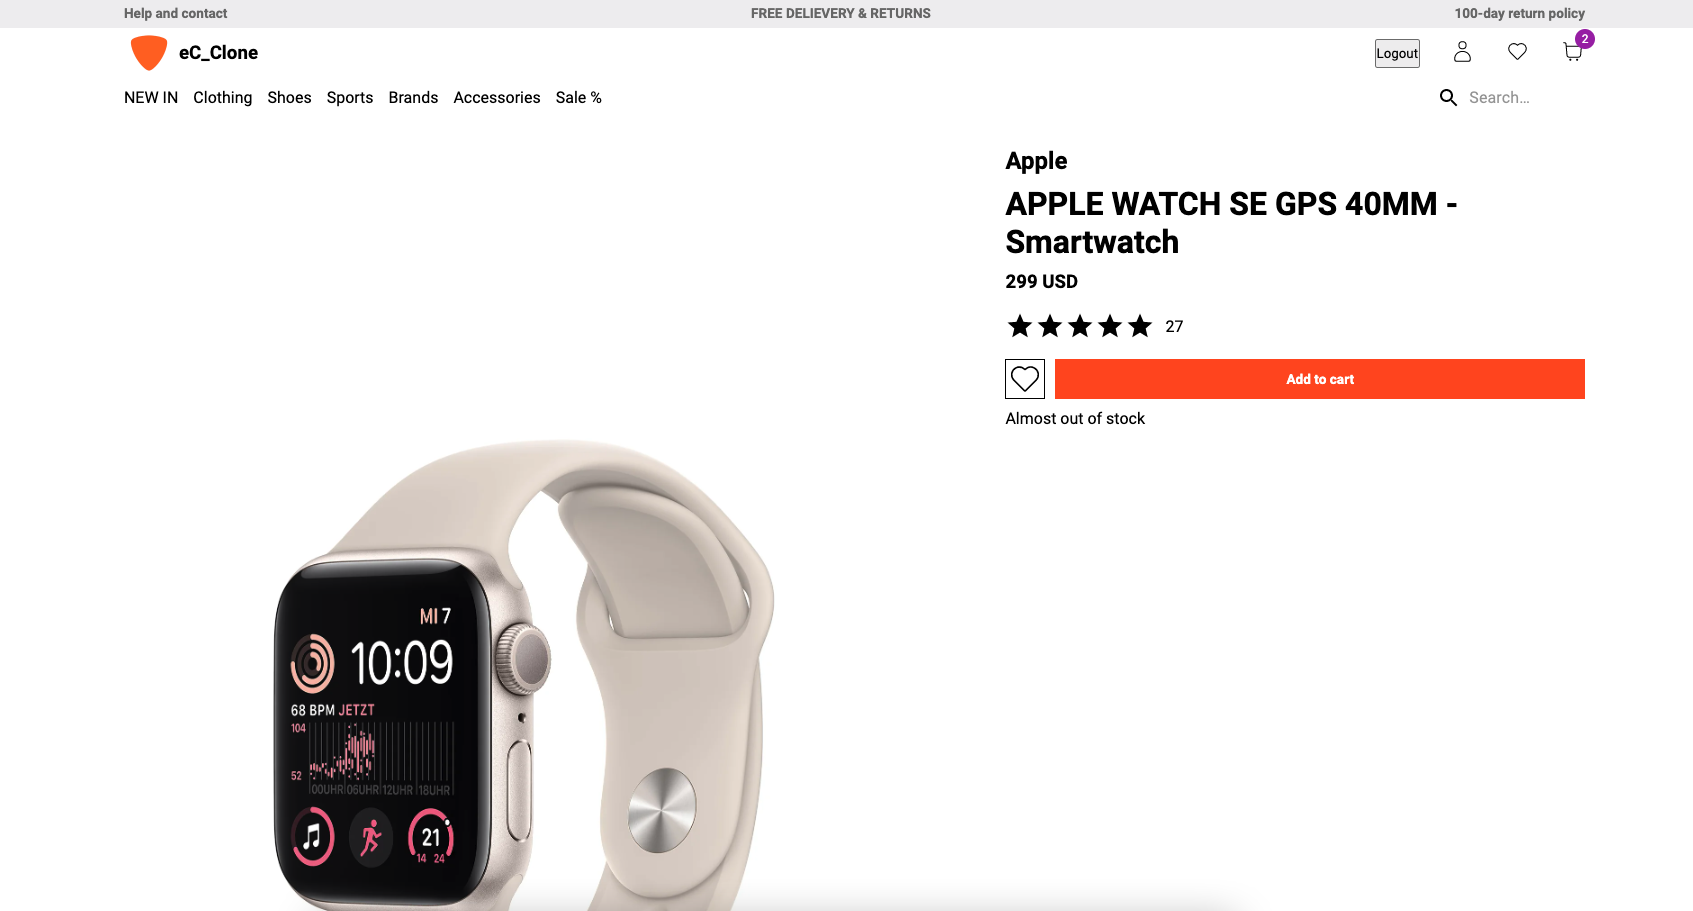 Help and contact
FREE DELIEVERY & RETURNS
100-day return policy
eC_Clone
Logout
2
NEW IN Clothing Shoes Sports Brands Accessories Sale %
Search...
Apple
APPLE WATCH SE GPS 40MM -
Smartwatch
299 USD
27
Add to cart
Almost out of stock
MI 7
10:09
68 BPM JETZT
104
52
00UHR 06UHR 12UHR 18UHR
21
14 24